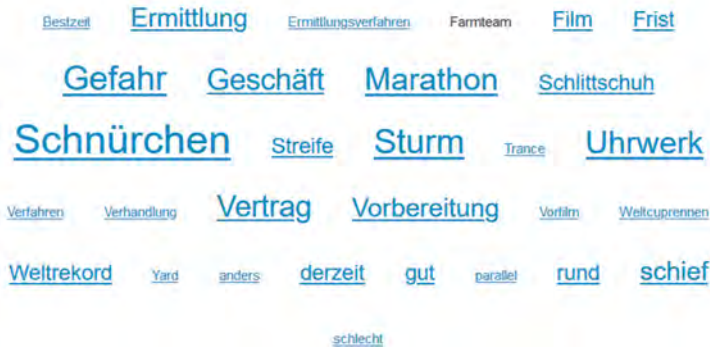 Bestzeit Ermittlung Ermittlungsverfahren Farmteam Film Frist
Gefahr Geschäft Marathon Schlittschuh
Schnürchen Streife Sturm Trance Uhrwerk
Verfahren Verhandlung Vertrag Vorbereitung Vorfilm Weltcuprennen
Weltrekord Yard anders derzeit gut parallel rund schief
schlecht